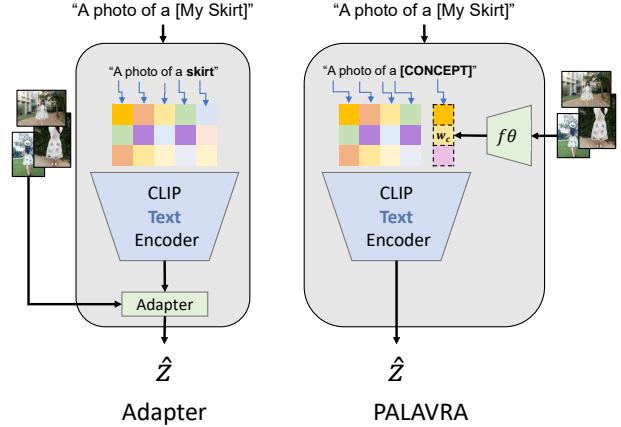 “A photo of a [My Skirt]”
“A photo of a skirt”
CLIP
Text
Encoder
Adapter
ẑ
Adapter
“A photo of a [My Skirt]”
“A photo of a [CONCEPT]”
w_c
fθ
CLIP
Text
Encoder
ẑ
PALAVRA